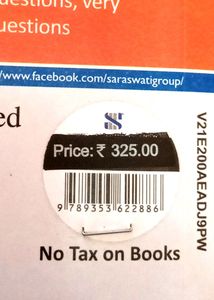 uestions, very
uestions
/www.facebook.com/saraswatigroup/
ed
Price: ₹ 325.00
9 789353 622886
No Tax on Books
V21E200AEADJ9PW